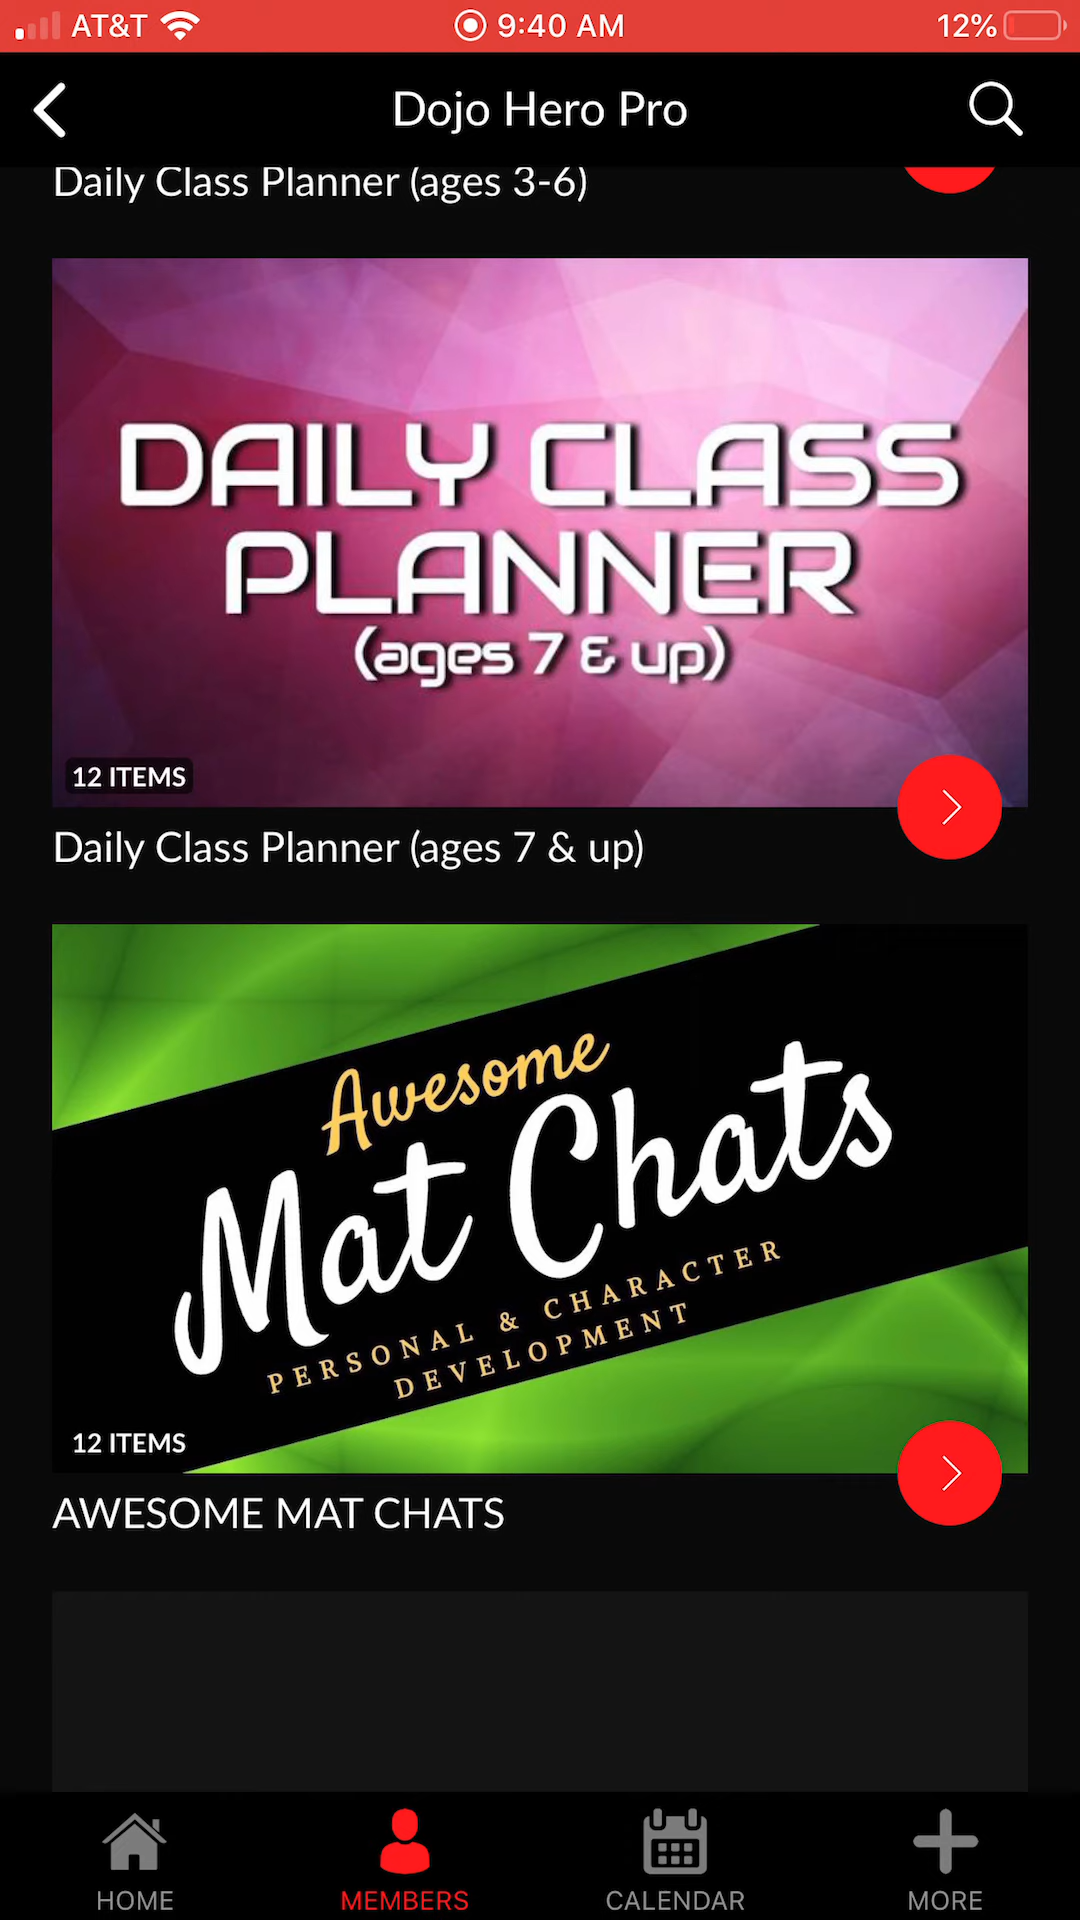 AT&T 9:40 AM 12%
Dojo Hero Pro
Daily Class Planner (ages 3-6)
DAILY CLASS
PLANNER
(ages 7 & up)
12 ITEMS
Daily Class Planner (ages 7 & up)
Awesome
Mat Chats
PERSONAL & CHARACTER
DEVELOPMENT
12 ITEMS
AWESOME MAT CHATS
HOME MEMBERS CALENDAR MORE